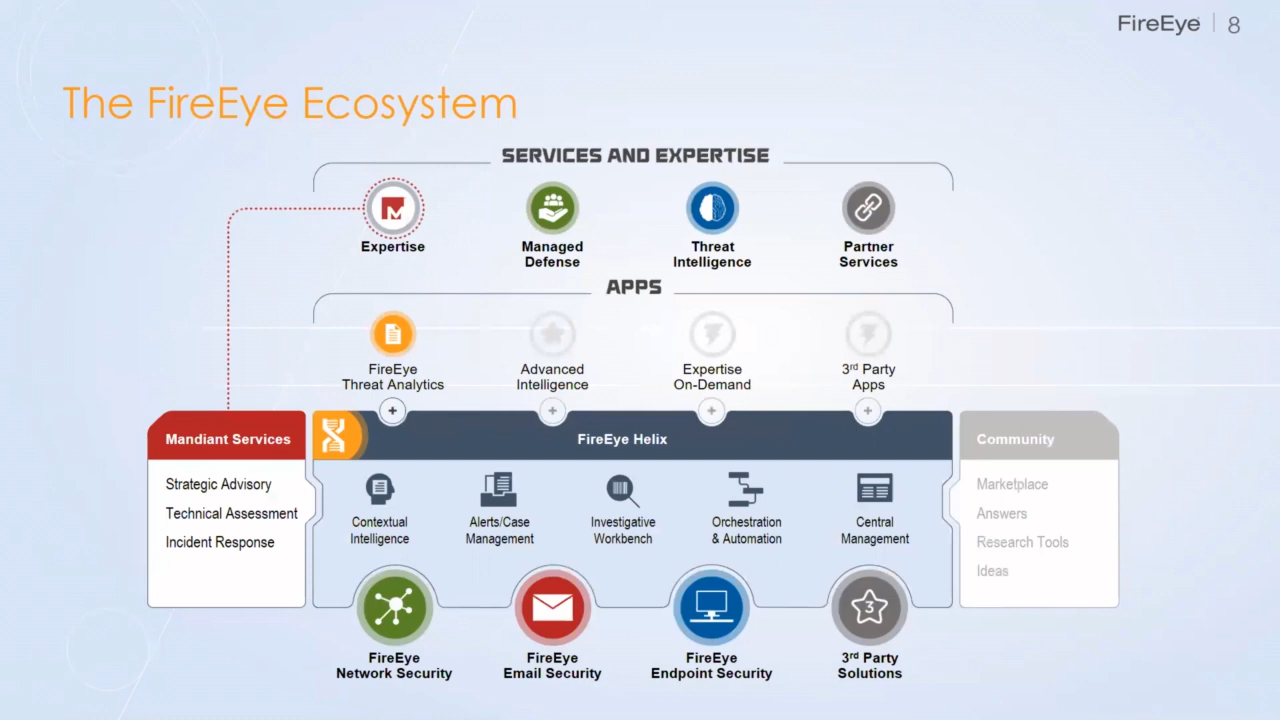 FireEye | 8
The FireEye Ecosystem
SERVICES AND EXPERTISE
Expertise
Managed
Defense
Threat
Intelligence
Partner
Services
APPS
FireEye
Threat Analytics
Advanced
Intelligence
Expertise
On-Demand
3rd Party
Apps
Mandiant Services
Strategic Advisory
Technical Assessment
Incident Response
FireEye Helix
Contextual
Intelligence
Alerts/Case
Management
Investigative
Workbench
Orchestration
& Automation
Central
Management
Community
Marketplace
Answers
Research Tools
Ideas
FireEye
Network Security
FireEye
Email Security
FireEye
Endpoint Security
3
3rd Party
Solutions